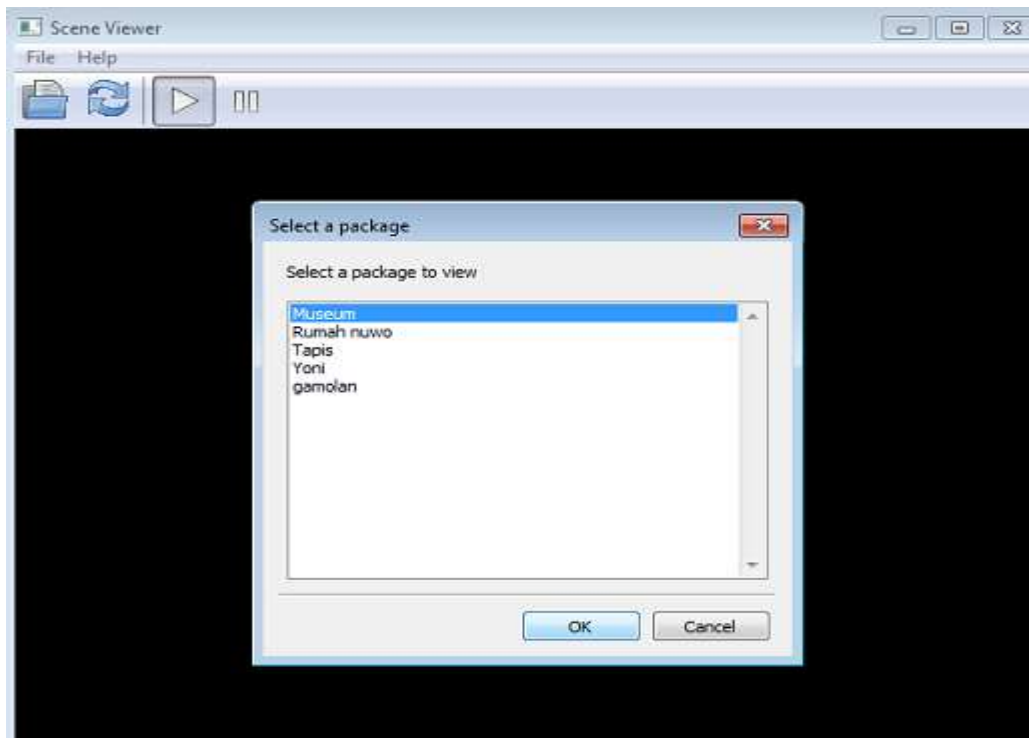 Scene Viewer
File Help
Select a package
Select a package to view
Museum
Rumah nuwo
Tapis
Yoni
gamolan
OK Cancel